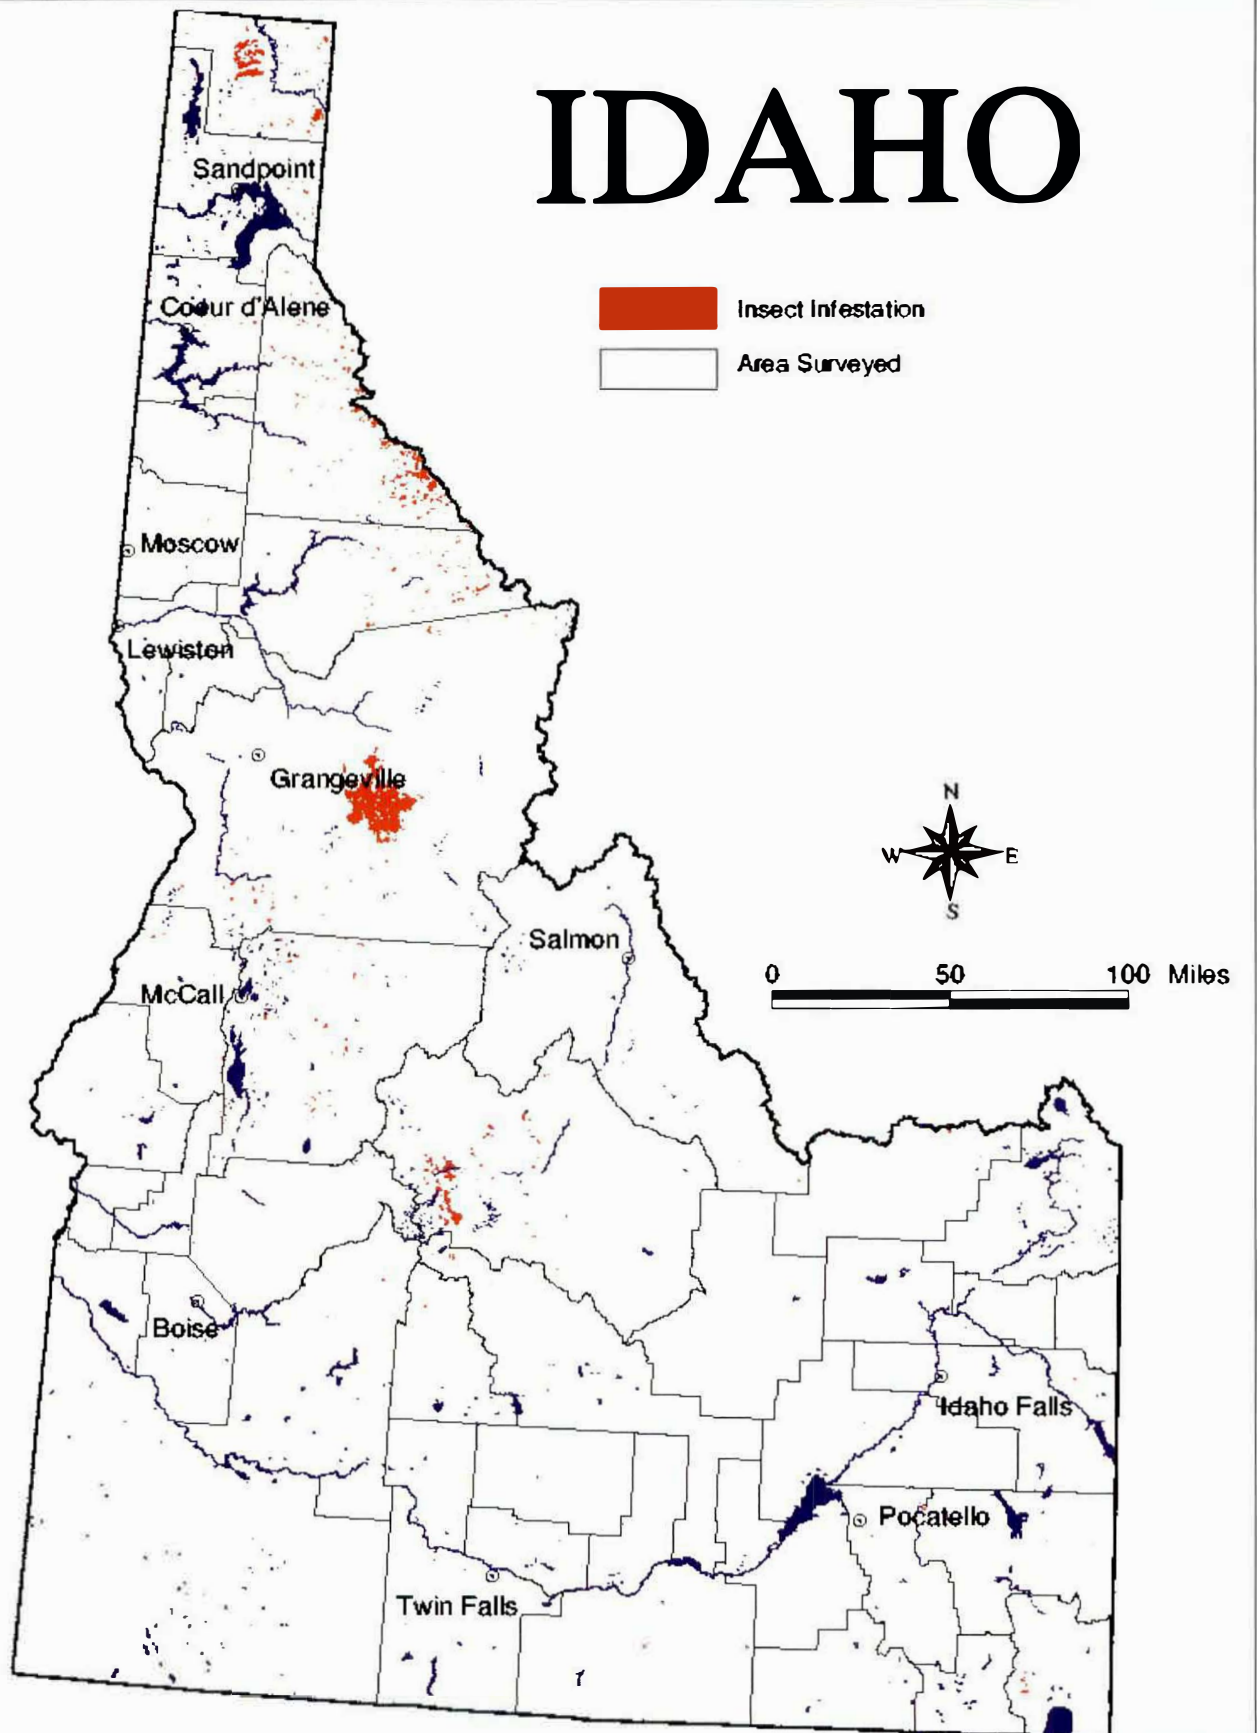 IDAHO
Sandpoint
Insect Infestation
Coeur d'Alene
Area Surveyed
Moscow
Lewiston
Grangeville
N
W E
S
Salmon
0 50 100 Miles
McCall
Boise
Idaho Falls
Pocatello
Twin Falls